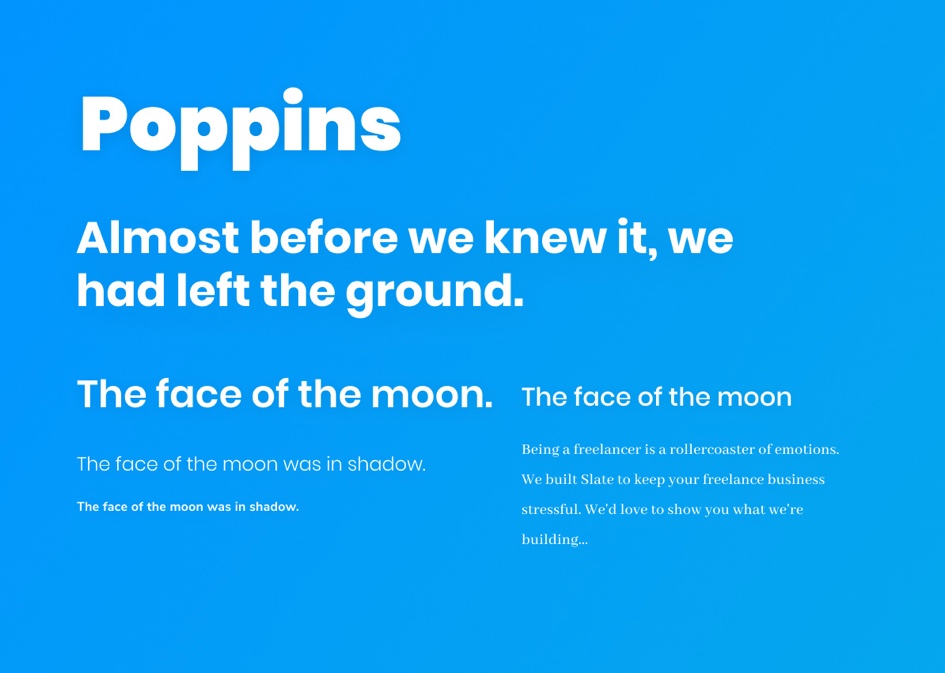 Poppins
Almost before we knew it, we
had left the ground.
The face of the moon.
The face of the moon was in shadow.
The face of the moon was in shadow.
The face of the moon
Being a freelancer is a rollercoaster of emotions.
We built Slate to keep your freelance business
stressful. We'd love to show you what we're
building...